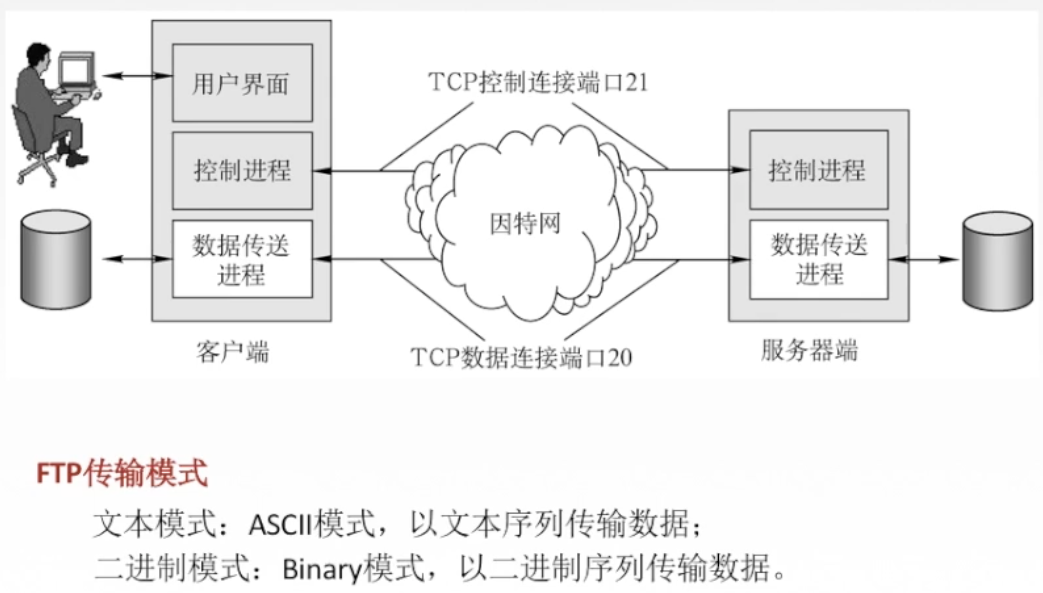 用户界面
TCP控制连接端口21
控制进程
控制进程
因特网
数据传送
进程
数据传送
进程
客户端
TCP数据连接端口20
服务器端
FTP传输模式
文本模式：ASCII模式，以文本序列传输数据；
二进制模式：Binary模式，以二进制序列传输数据。